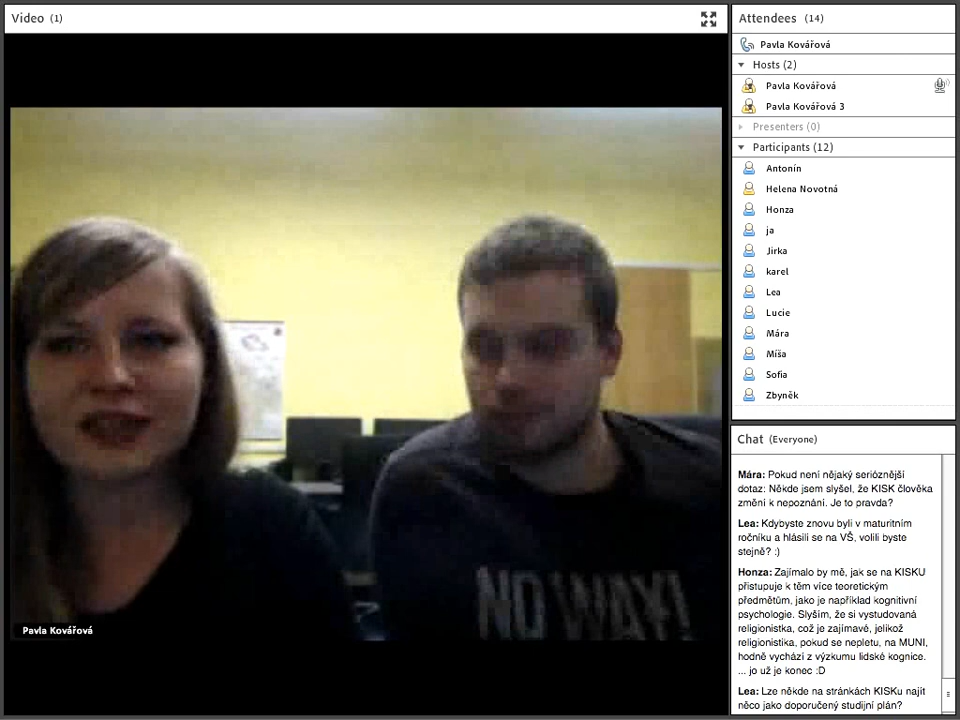 Video (1)
Pavla Kovářová
NO WAY!
Attendees (14)
Pavla Kovářová
Hosts (2)
Pavla Kovářová
Pavla Kovářová 3
Presenters (0)
Participants (12)
Antonín
Helena Novotná
Honza
ja
Jirka
karel
Lea
Lucie
Mára
Míša
Sofia
Zbyněk
Chat (Everyone)
Mára: Pokud není nějaký serióznější
dotaz: Někde jsem slyšel, že KISK člověka
změní k nepoznání. Je to pravda?
Lea: Kdybyste znovu byli v maturitním
ročníku a hlásili se na VŠ, volili byste
stejně? :)
Honza: Zajímalo by mě, jak se na KISKU
přistupuje k těm více teoretickým
předmětům, jako je například kognitivní
psychologie. Slyším, že si vystudovaná
religionistka, což je zajímavé, jelikož
religionistika, pokud se nepletu, na MUNI,
hodně vychází z výzkumu lidské kognice.
... jo už je konec :D
Lea: Lze někde na stránkách KISKu najít
něco jako doporučený studijní plán?